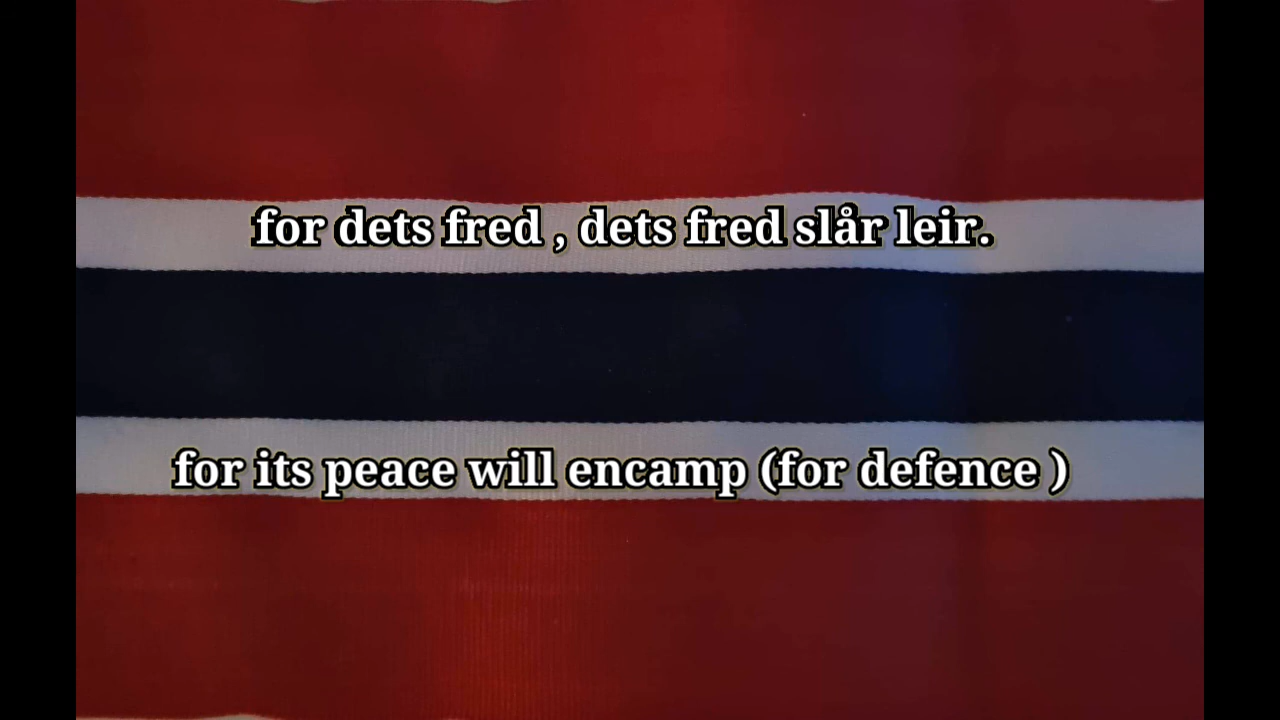 for dets fred , dets fred slår leir.
for its peace will encamp (for defence )